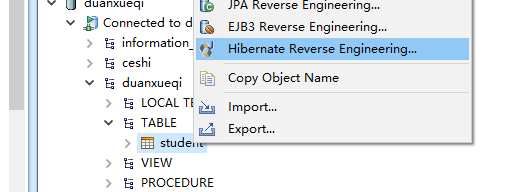 duanxueqi
Connected to d
information_
ceshi
duanxueqi
LOCAL TE
TABLE
student
VIEW
PROCEDURE
JPA Reverse Engineering...
EJB3 Reverse Engineering...
Hibernate Reverse Engineering...
Copy Object Name
Import...
Export...